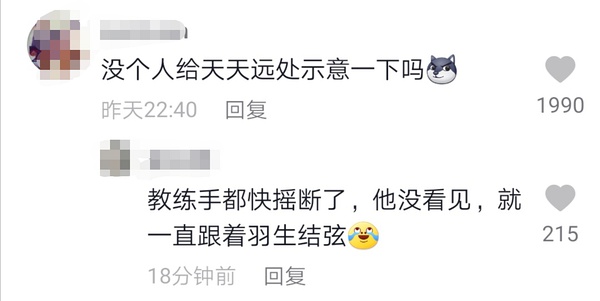 没个人给天天远处示意一下吗
昨天22:40 回复
1990
教练手都快摇断了，他没看见，就
一直跟着羽生结弦
215
18分钟前 回复